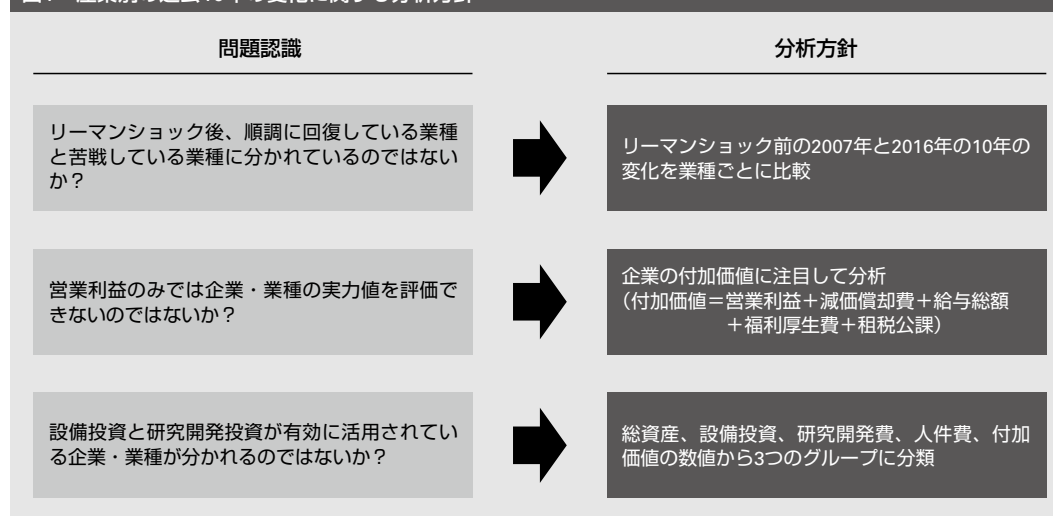 問題認識
分析方針
リーマンショック後、順調に回復している業種
と苦戦している業種に分かれているのではない
か？
リーマンショック前の2007年と2016年の10年の
変化を業種ごとに比較
営業利益のみでは企業・業種の実力値を評価で
きないのではないか？
企業の付加価値に注目して分析
（付加価値＝営業利益＋減価償却費＋給与総額
＋福利厚生費＋租税公課）
設備投資と研究開発投資が有効に活用されてい
る企業・業種が分かれるのではないか？
総資産、設備投資、研究開発費、人件費、付加
価値の数値から3つのグループに分類